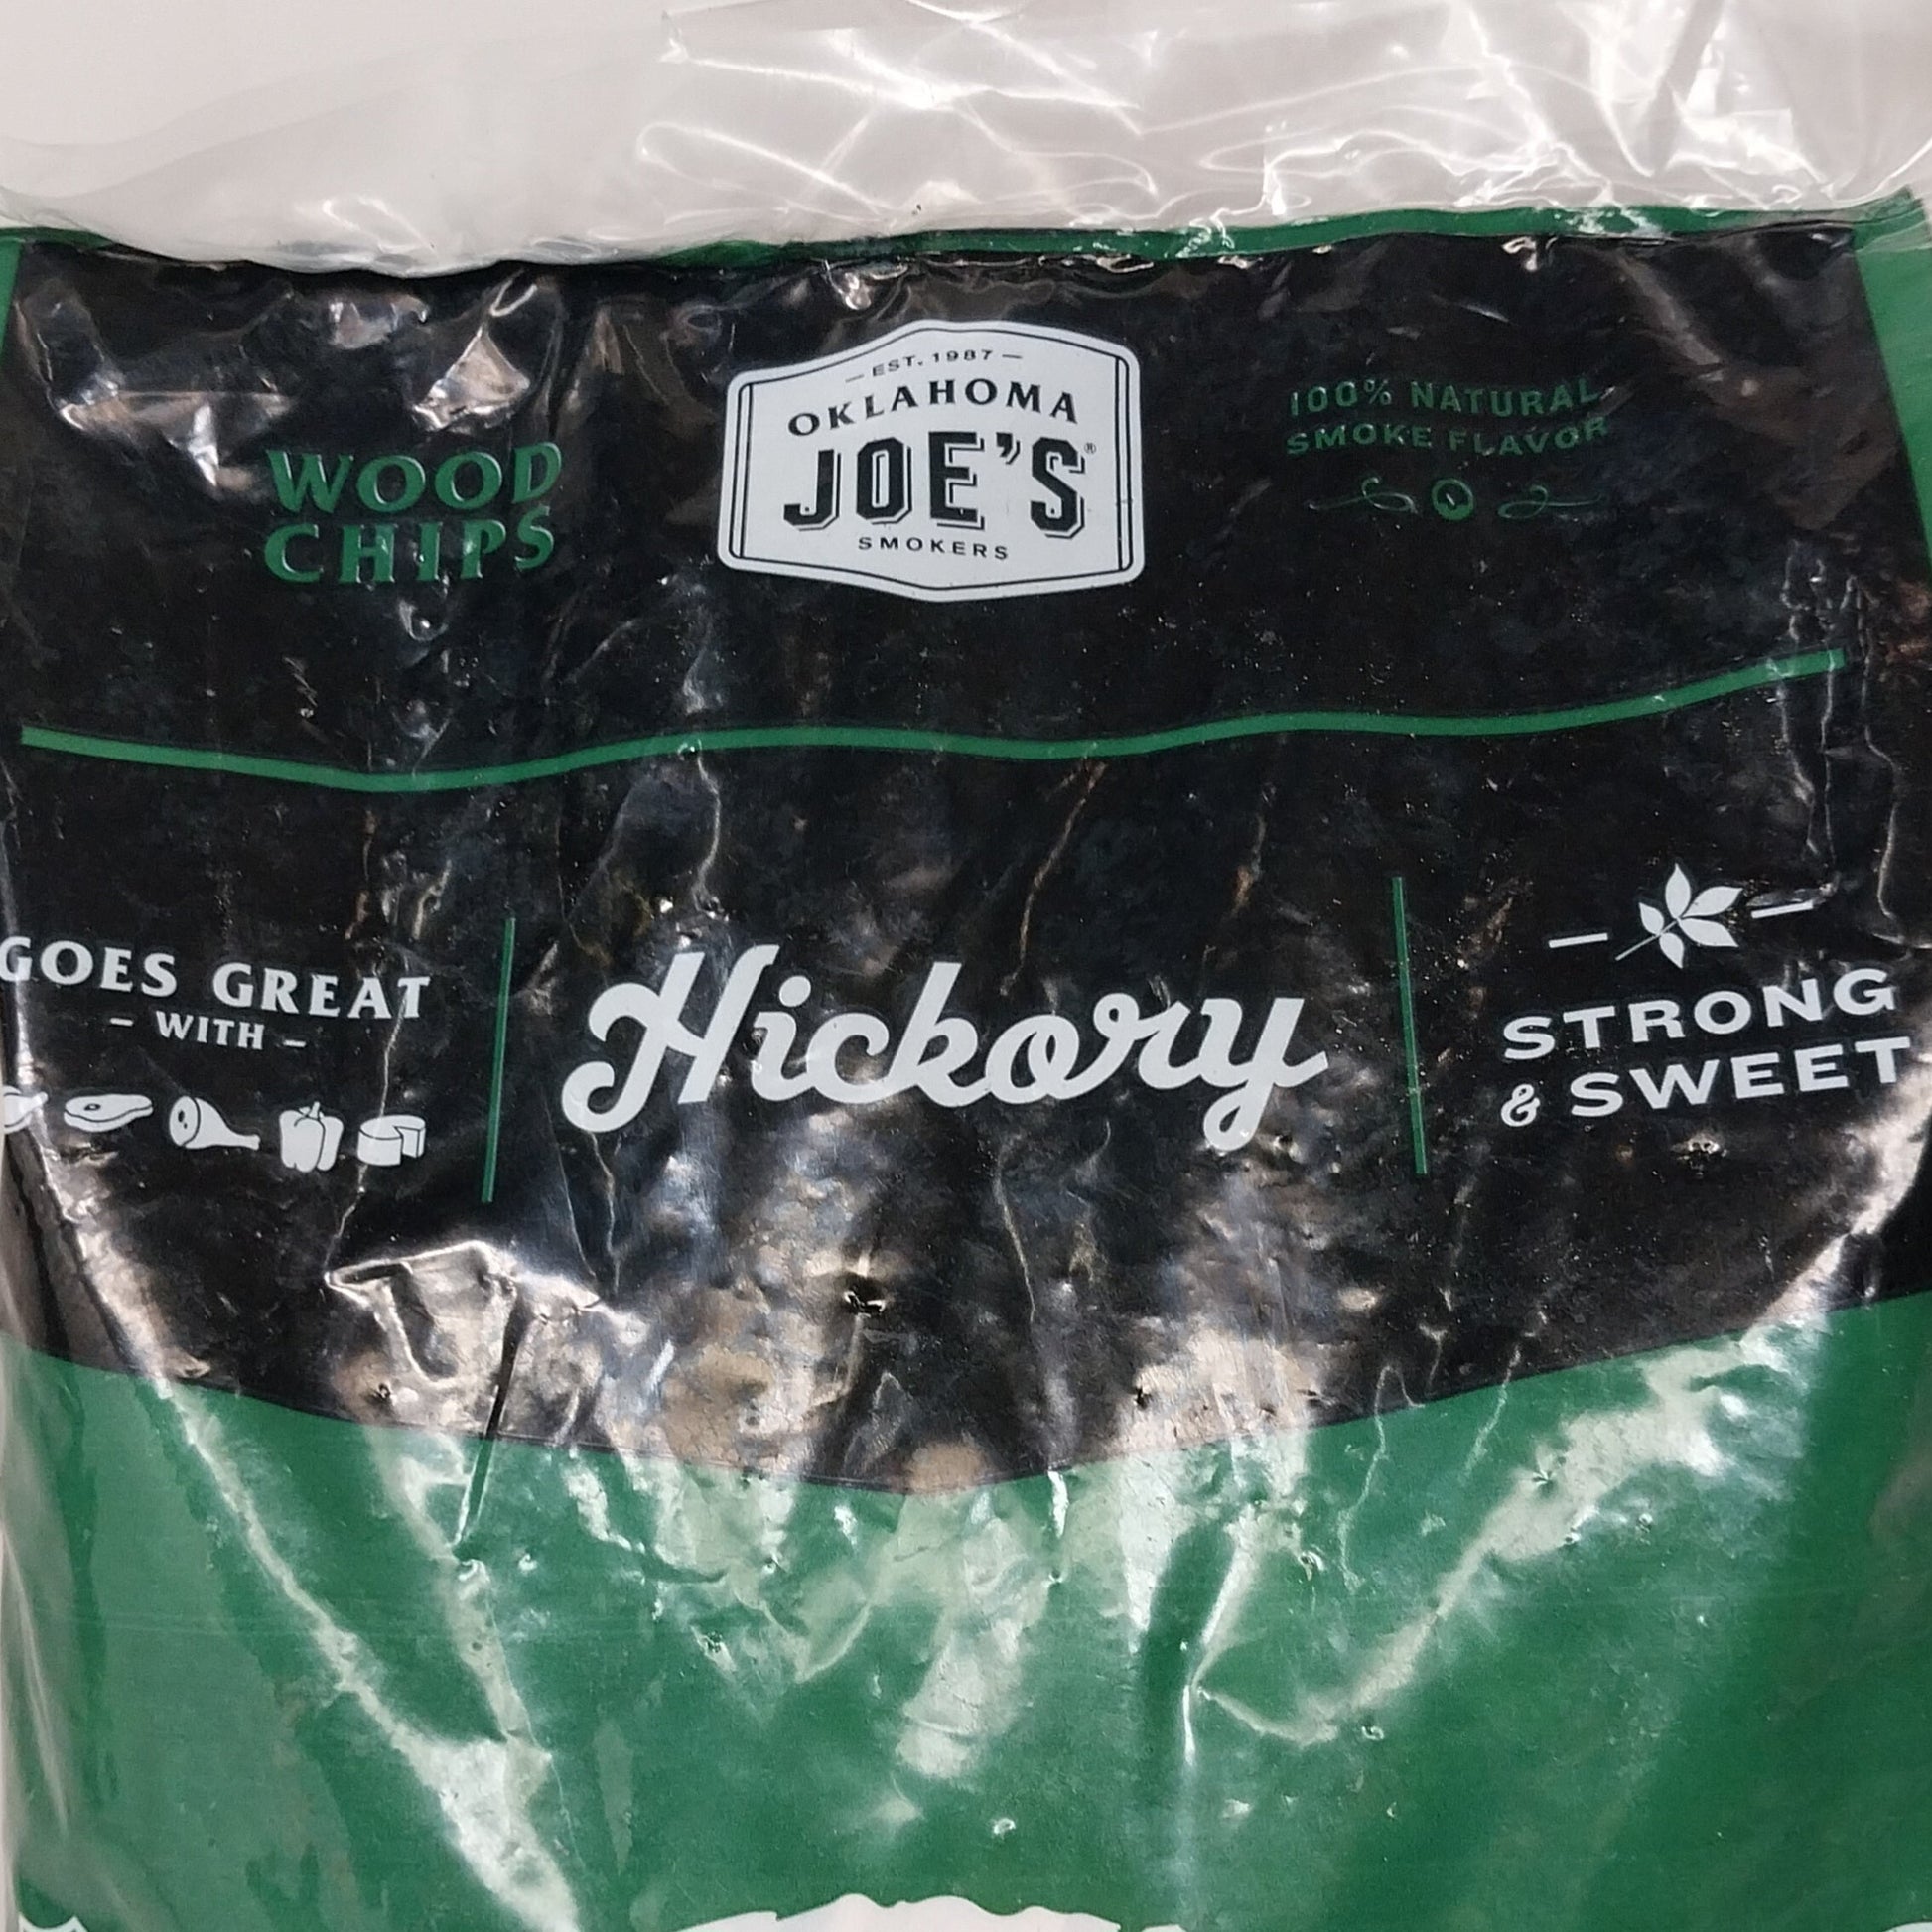 EST. 1987
OKLAHOMA
JOE'S®
SMOKERS
WOOD
CHIPS
100% NATURAL
SMOKE FLAVOR
GOES GREAT
- WITH -
Hickory
STRONG
& SWEET